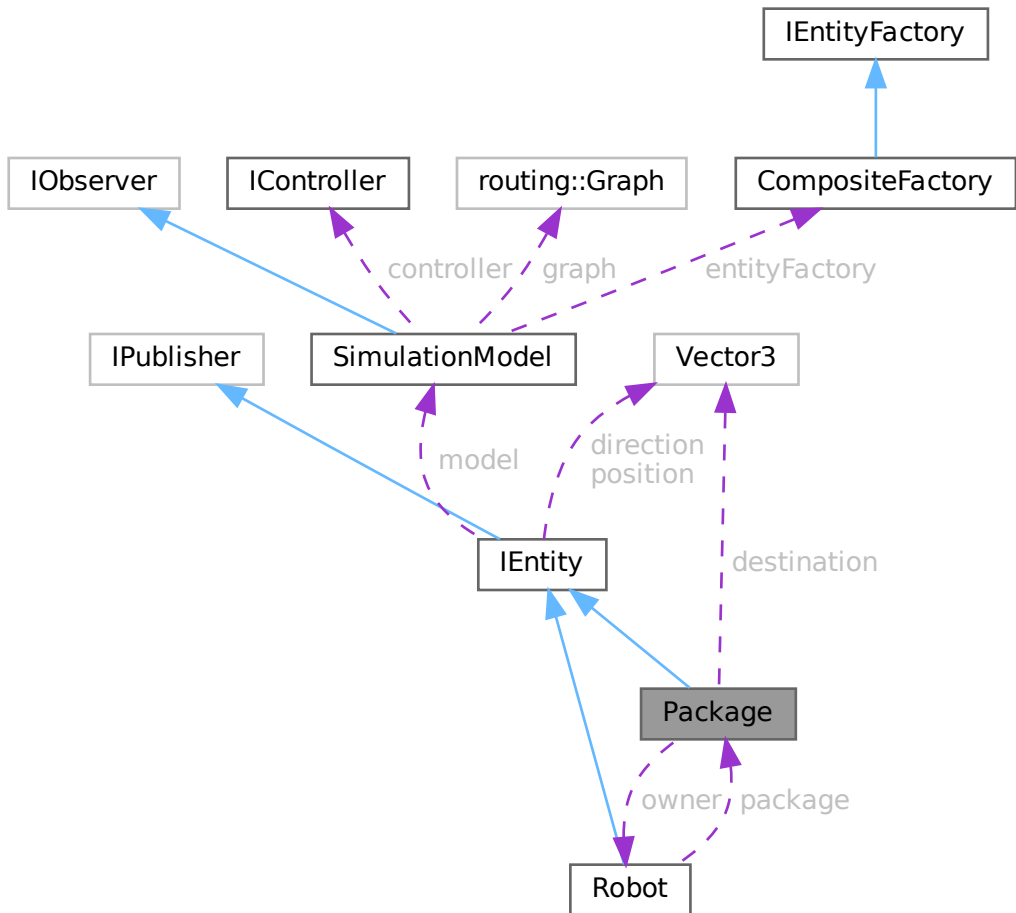 IEntityFactory
IObserver
IController
routing::Graph
CompositeFactory
controller
graph
entityFactory
IPublisher
SimulationModel
Vector3
model
direction
position
IEntity
destination
Package
owner
package
Robot